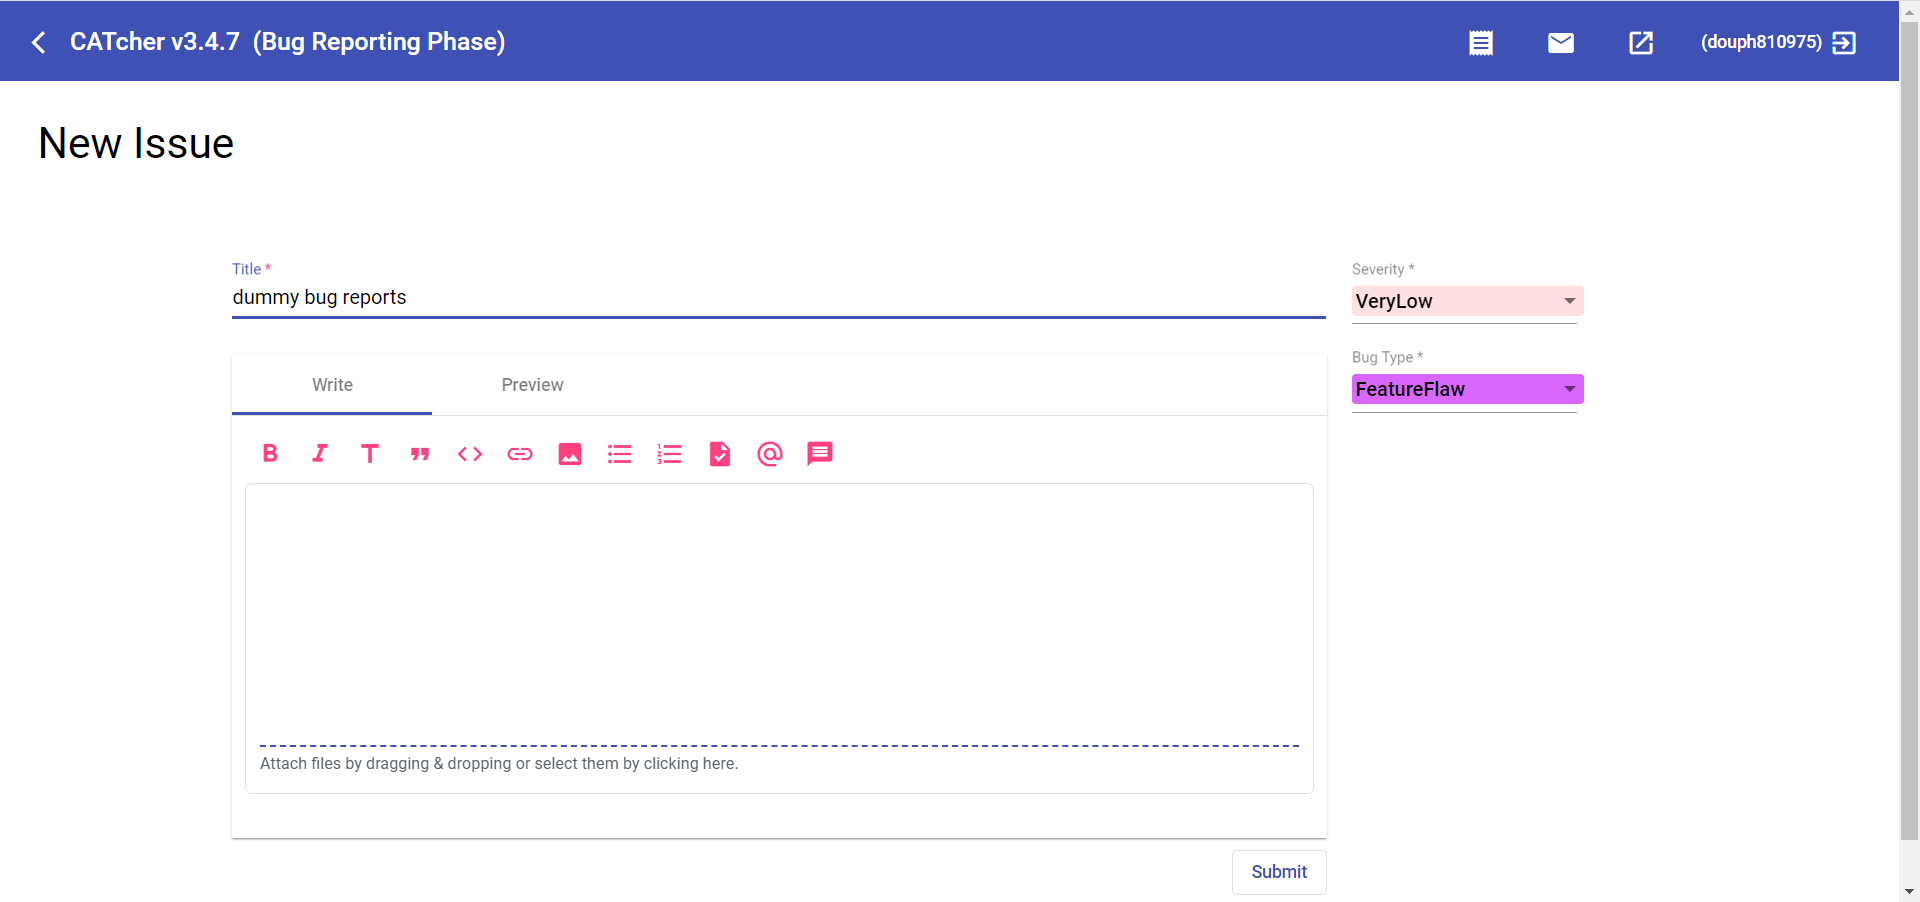 CATcher v3.4.7 (Bug Reporting Phase)
(douph810975)
New Issue
Title *
dummy bug reports
Severity *
VeryLow
Bug Type *
FeatureFlaw
Write
Preview
Attach files by dragging & dropping or select them by clicking here.
Submit